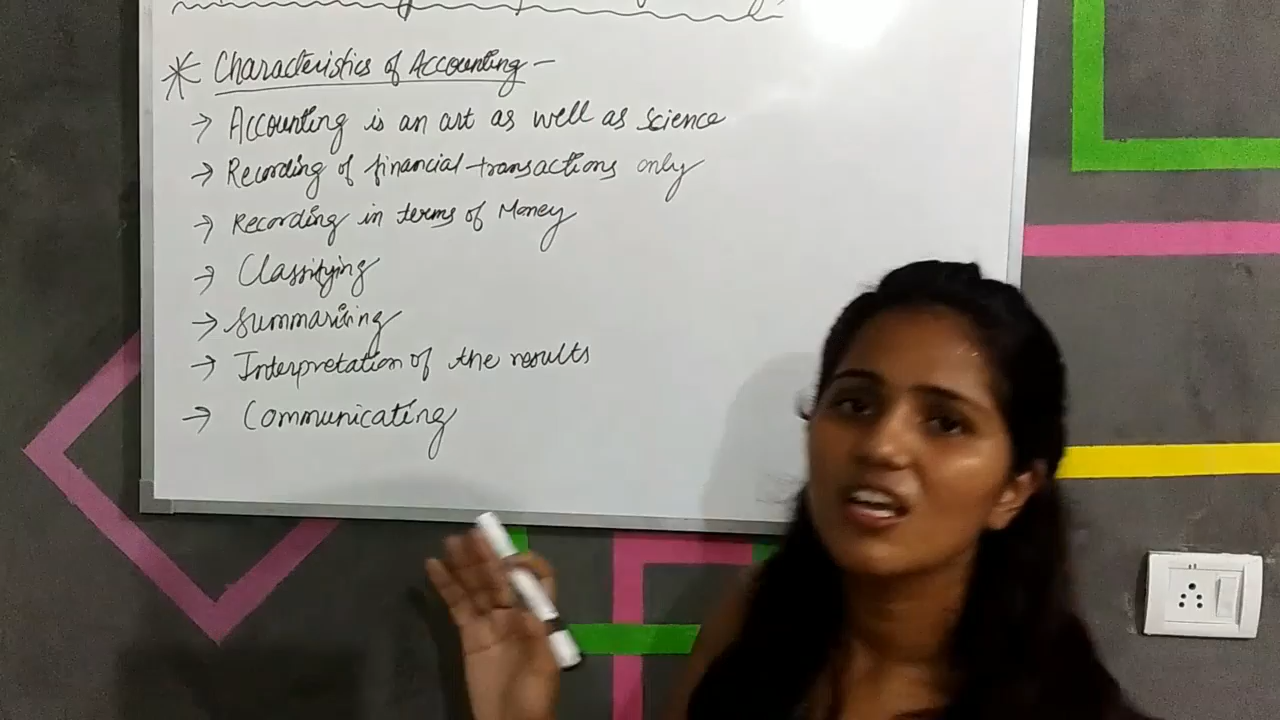 * Characteristics of Accounting -
→ Accounting is an art as well as science
→ Recording of financial transactions only
→ Recording in terms of Money
→ Classifying
→ Summarising
→ Interpretation of the results
→ Communicating